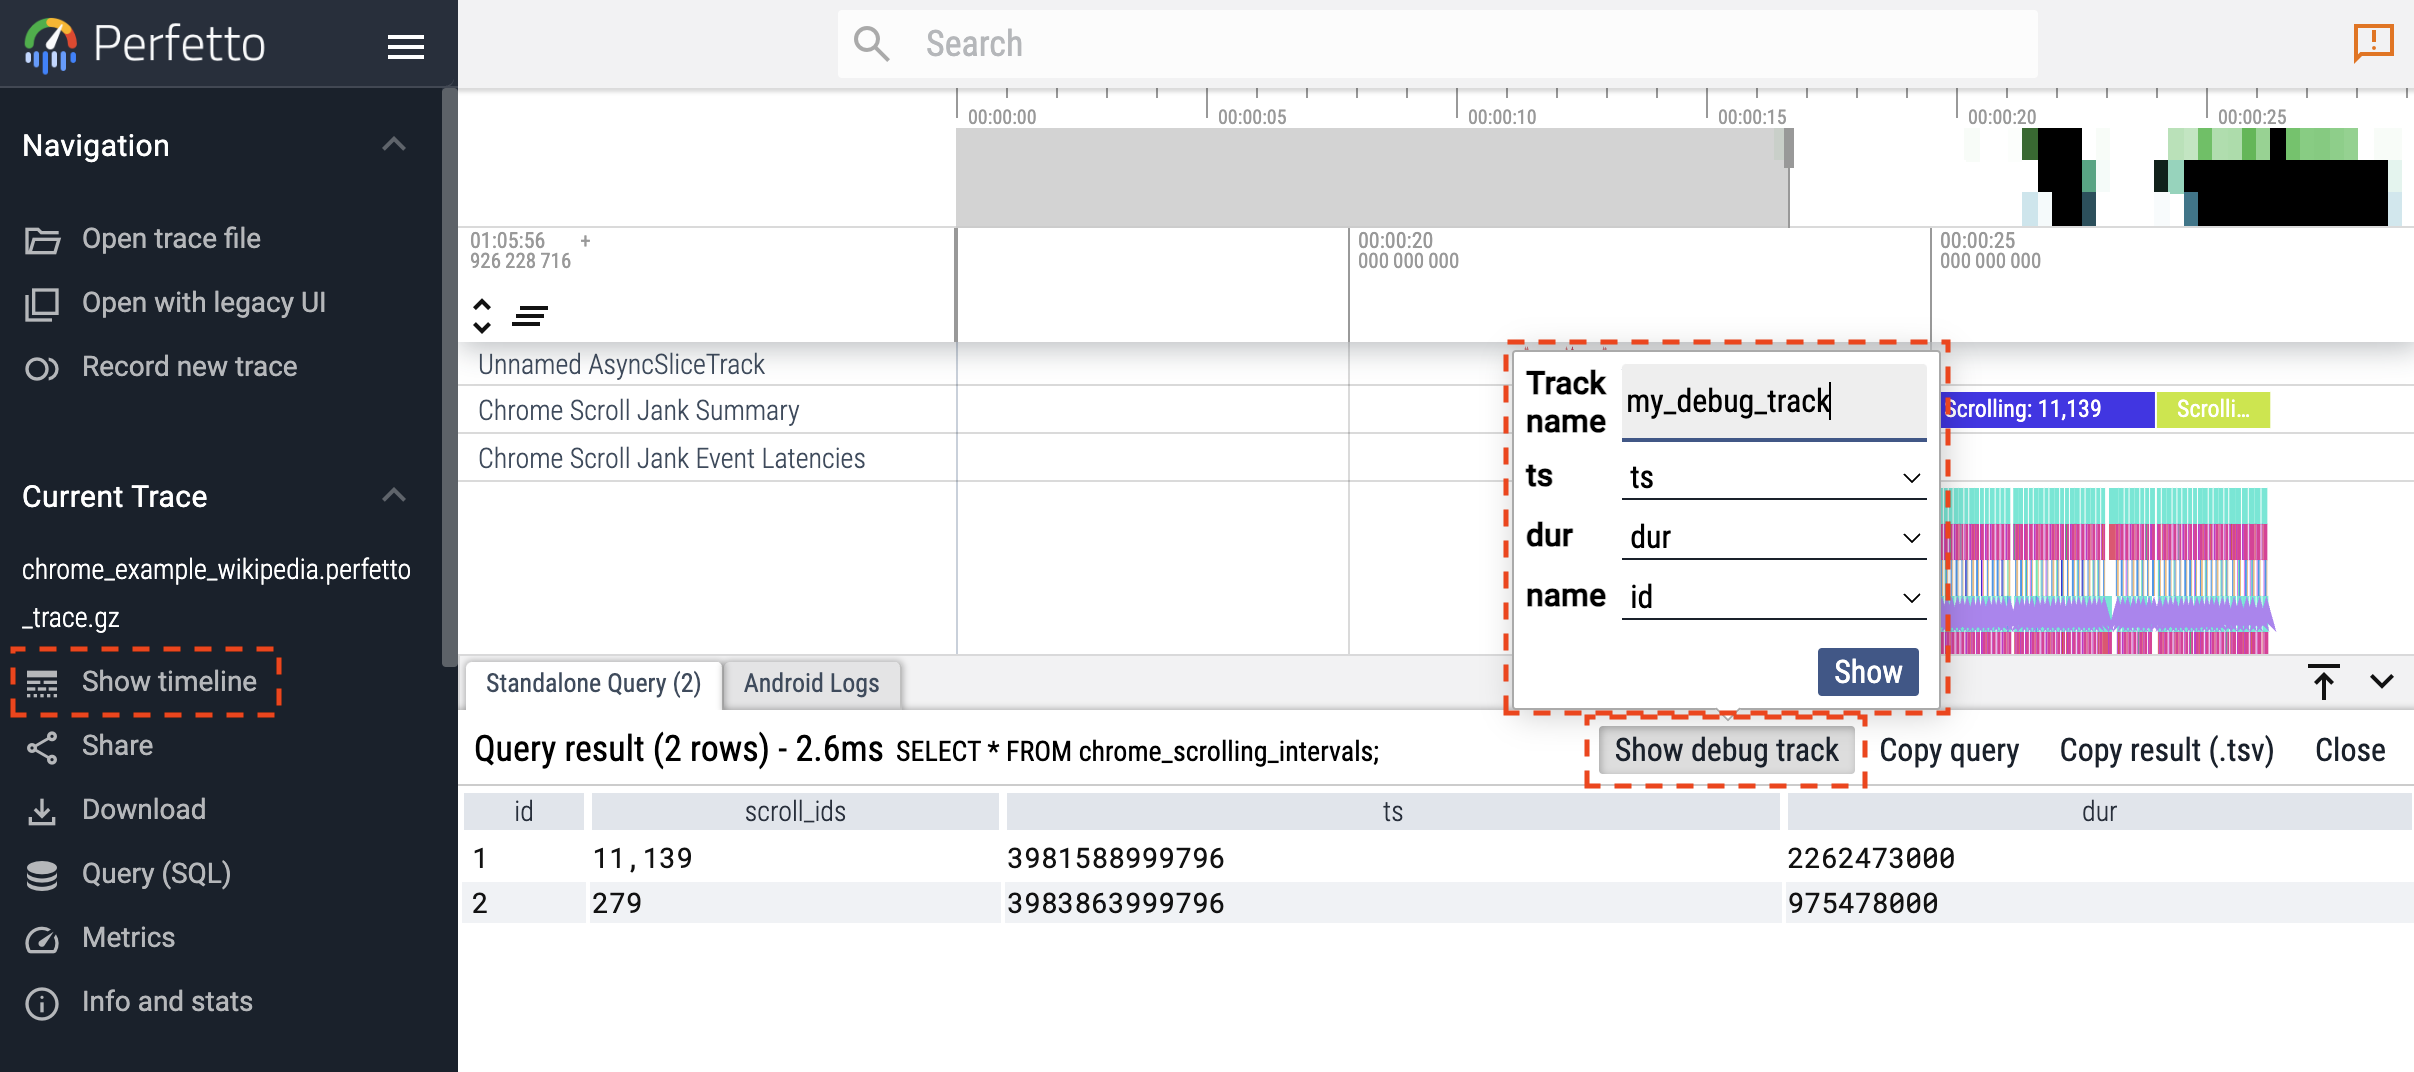 Perfetto
Search
Navigation
Open trace file
Open with legacy UI
Record new trace
Current Trace
chrome_example_wikipedia.perfetto
_trace.gz
Show timeline
Share
Download
Query (SQL)
Metrics
Info and stats
00:00:00
00:00:05
00:00:10
00:00:15
00:00:20
00:00:25
01:05:56 +
926 228 716
00:00:20
000 000 000
00:00:25
000 000 000
Unnamed AsyncSliceTrack
Chrome Scroll Jank Summary
Scrolling: 11,139
Scrolli...
Chrome Scroll Jank Event Latencies
Track name my_debug_track
ts ts
dur dur
name id
Show
Standalone Query (2) Android Logs
Query result (2 rows) - 2.6ms SELECT * FROM chrome_scrolling_intervals;
Show debug track Copy query Copy result (.tsv) Close
id scroll_ids ts dur
1 11,139 3981588999796 2262473000
2 279 3983863999796 975478000